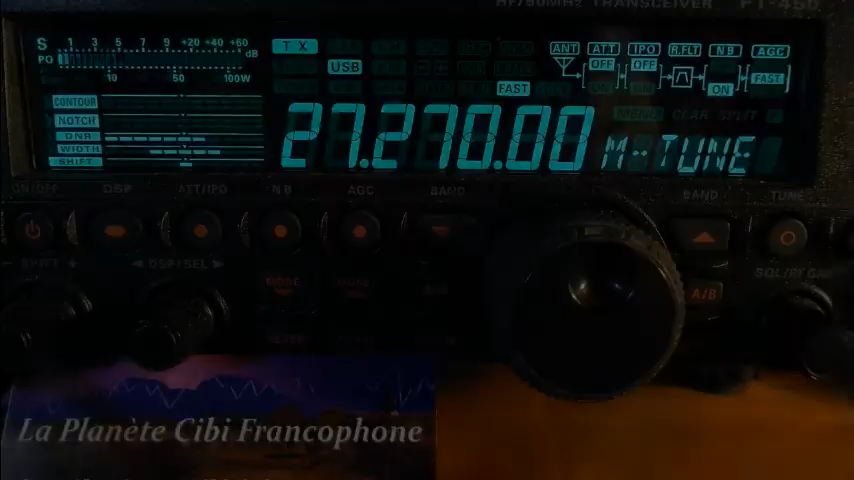 HF/50MHz TRANSCEIVER FT-450
S 1 3 5 7 9 +20 +40 +60 dB
PO 10 50 100W
TX
USB
FAST
ANT ATT IPO R.FLT NB AGC
OFF OFF FAST
ON
CONTOUR
NOTCH
DNR
WIDTH
SHIFT
MENU CLAR SPLIT
27.270.00 M-TUNE
ON/OFF DSP ATT/IPO NB AGC BAND BAND TUNE
− SHIFT + ◀ DSP/SEL ▶ MODE SQL/RF GAIN
A/B
La Planète Cibi Francophone